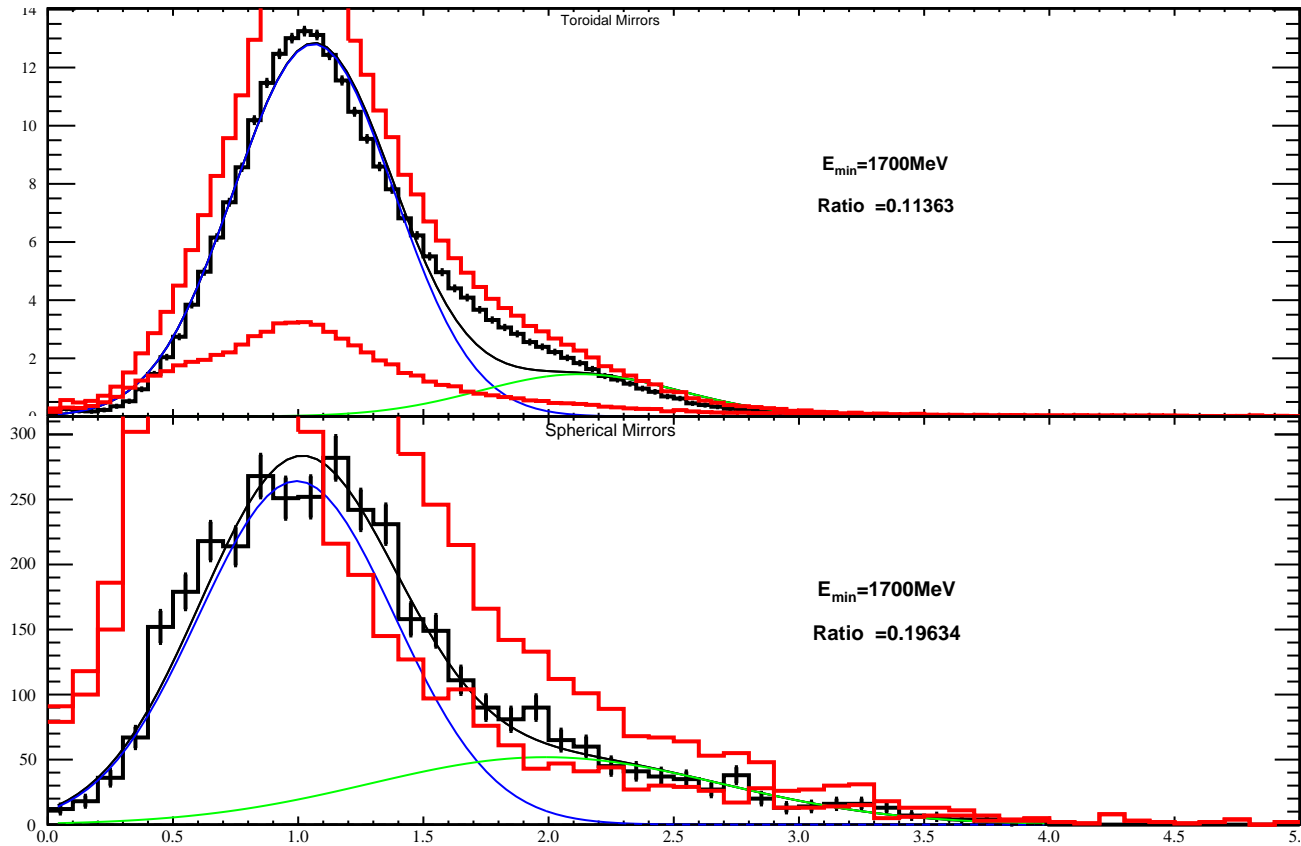 Toroidal Mirrors
14
12
10
8
6
4
2
0
E_min=1700MeV
Ratio =0.11363
Spherical Mirrors
300
250
200
150
100
50
0
E_min=1700MeV
Ratio =0.19634
0.0 0.5 1.0 1.5 2.0 2.5 3.0 3.5 4.0 4.5 5.